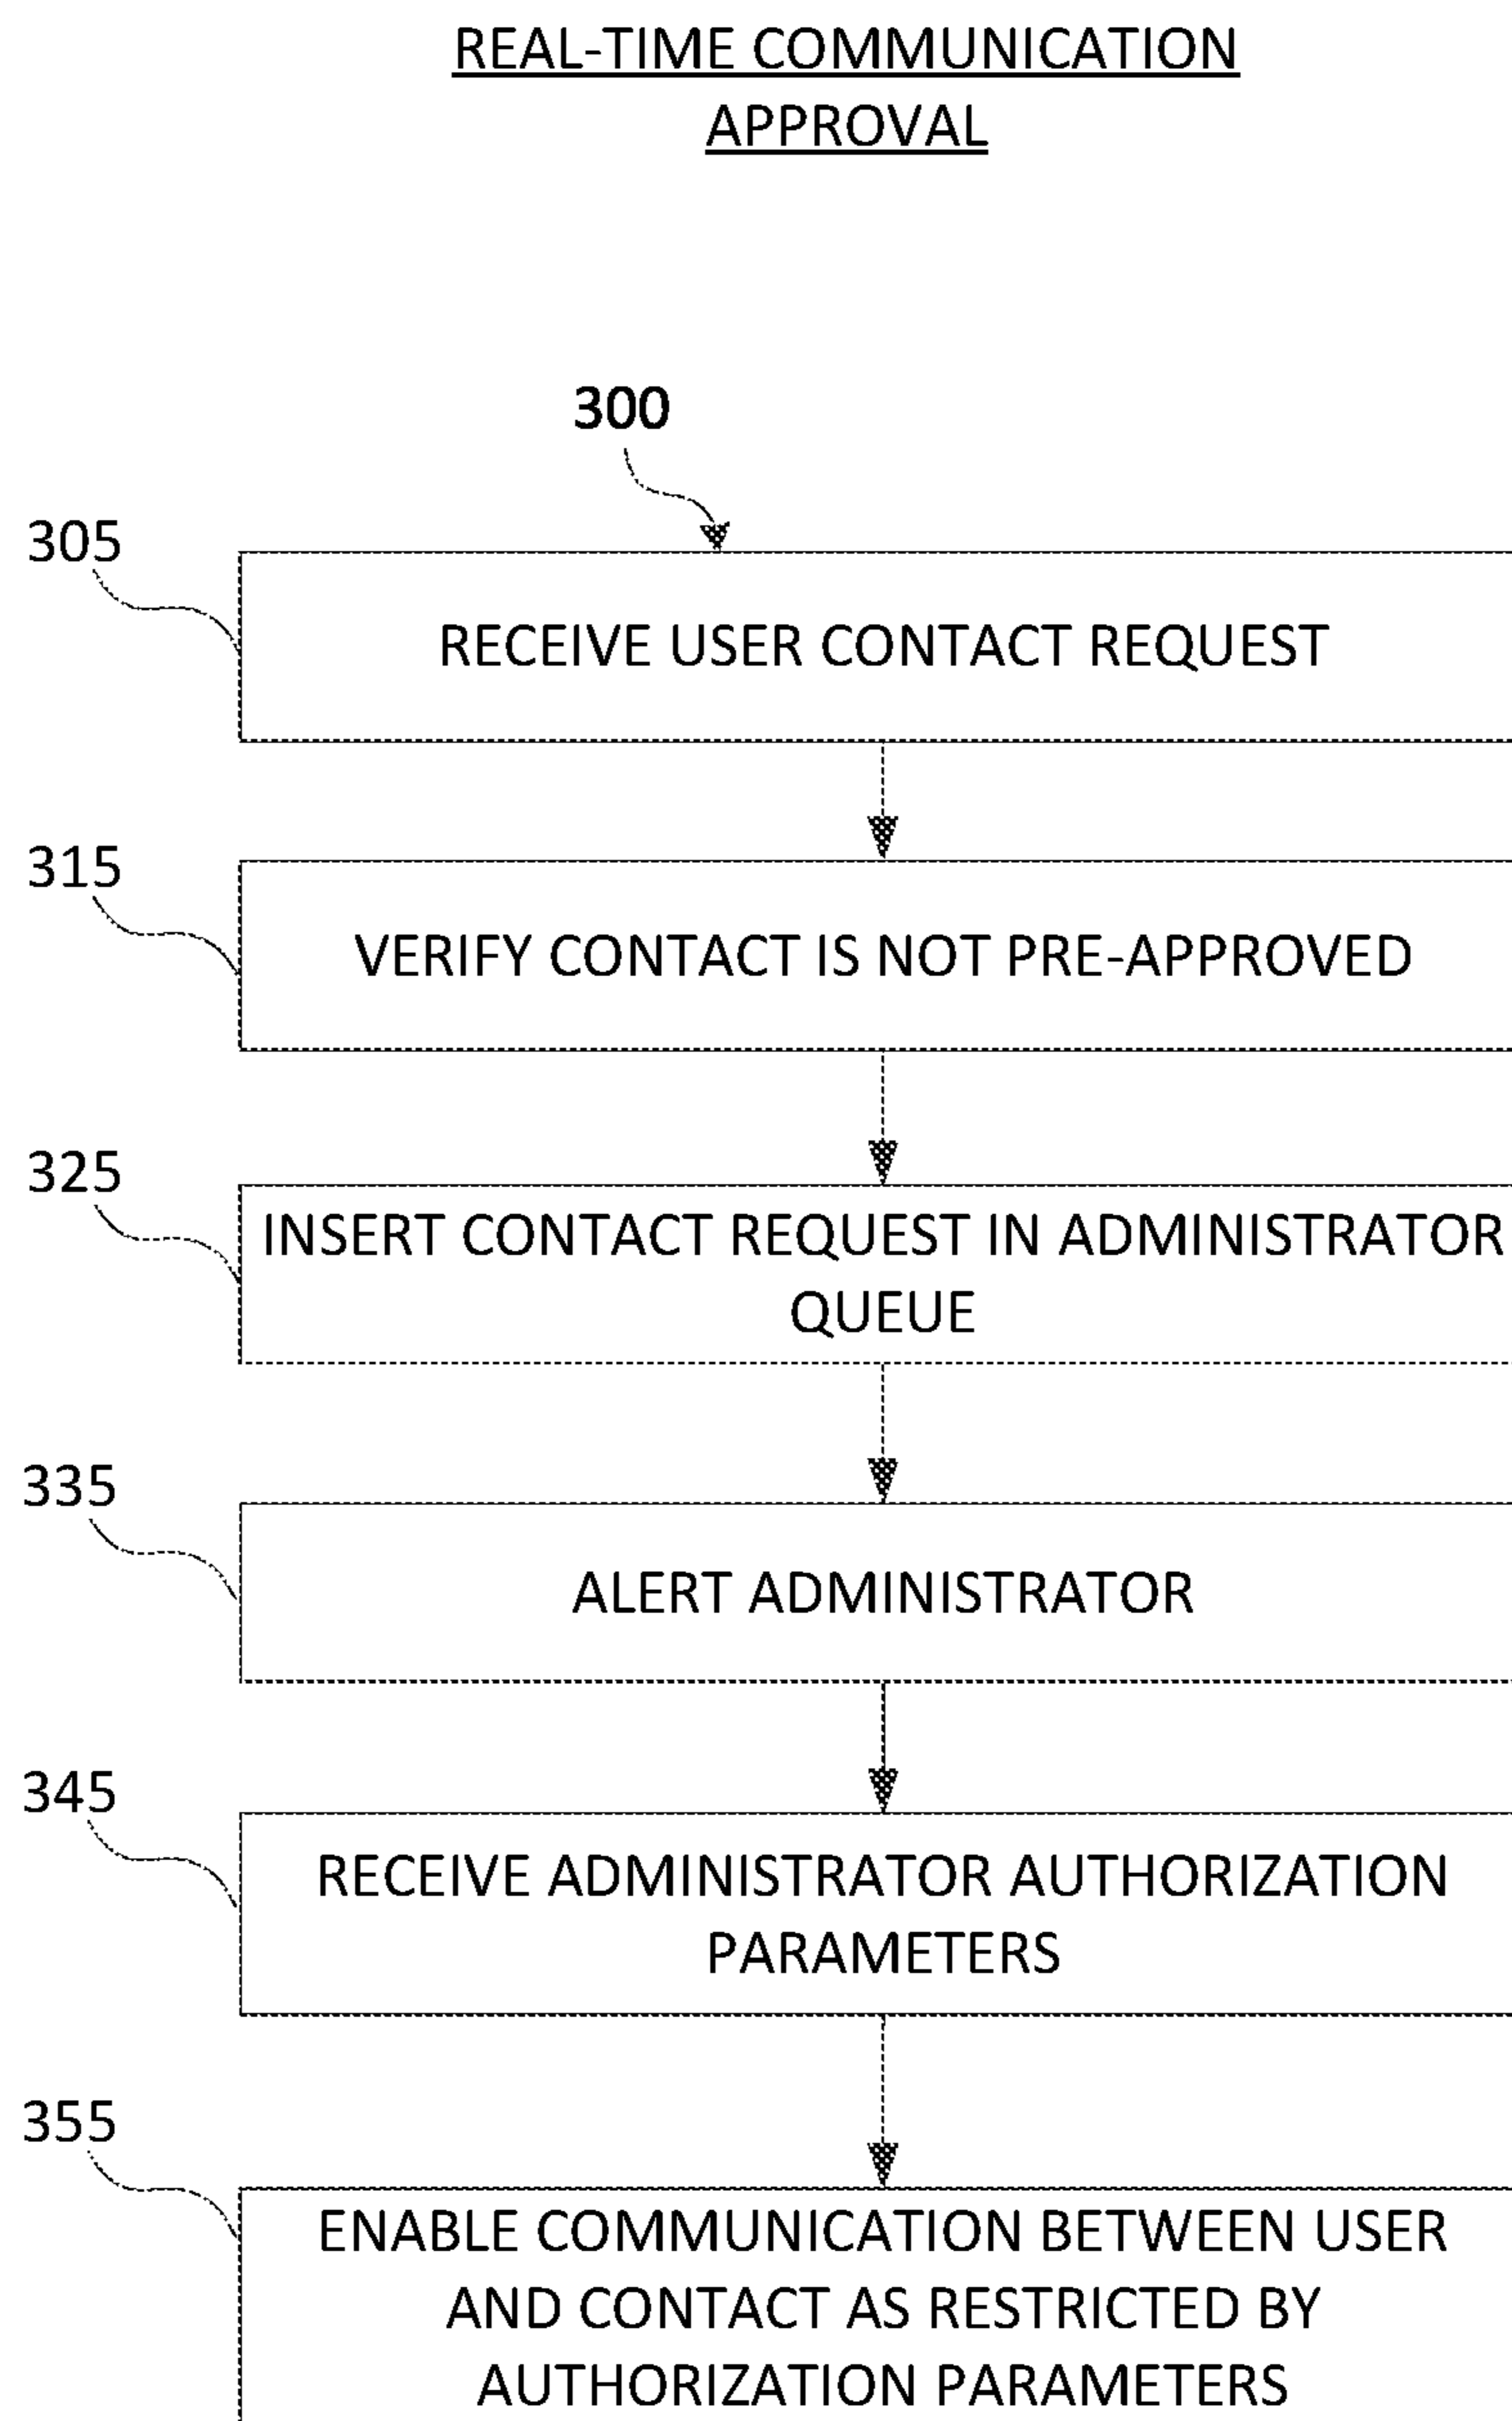 REAL-TIME COMMUNICATION
APPROVAL
300
305
RECEIVE USER CONTACT REQUEST
315
VERIFY CONTACT IS NOT PRE-APPROVED
325
INSERT CONTACT REQUEST IN ADMINISTRATOR
QUEUE
335
ALERT ADMINISTRATOR
345
RECEIVE ADMINISTRATOR AUTHORIZATION
PARAMETERS
355
ENABLE COMMUNICATION BETWEEN USER
AND CONTACT AS RESTRICTED BY
AUTHORIZATION PARAMETERS